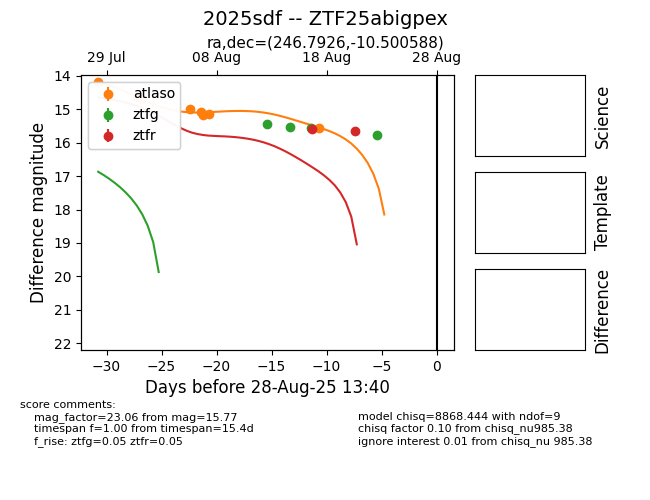 2025sdf -- ZTF25abigpex
ra,dec=(246.7926,-10.500588)
29 Jul 08 Aug 18 Aug 28 Aug
14
15
16
17
18
19
20
21
22
Difference magnitude
atlaso
ztfg
ztfr
−30 −25 −20 −15 −10 −5 0
Days before 28-Aug-25 13:40
Science
Template
Difference
score comments:
mag_factor=23.06 from mag=15.77
timespan f=1.00 from timespan=15.4d
f_rise: ztfg=0.05 ztfr=0.05
model chisq=8868.444 with ndof=9
chisq factor 0.10 from chisq_nu985.38
ignore interest 0.01 from chisq_nu 985.38